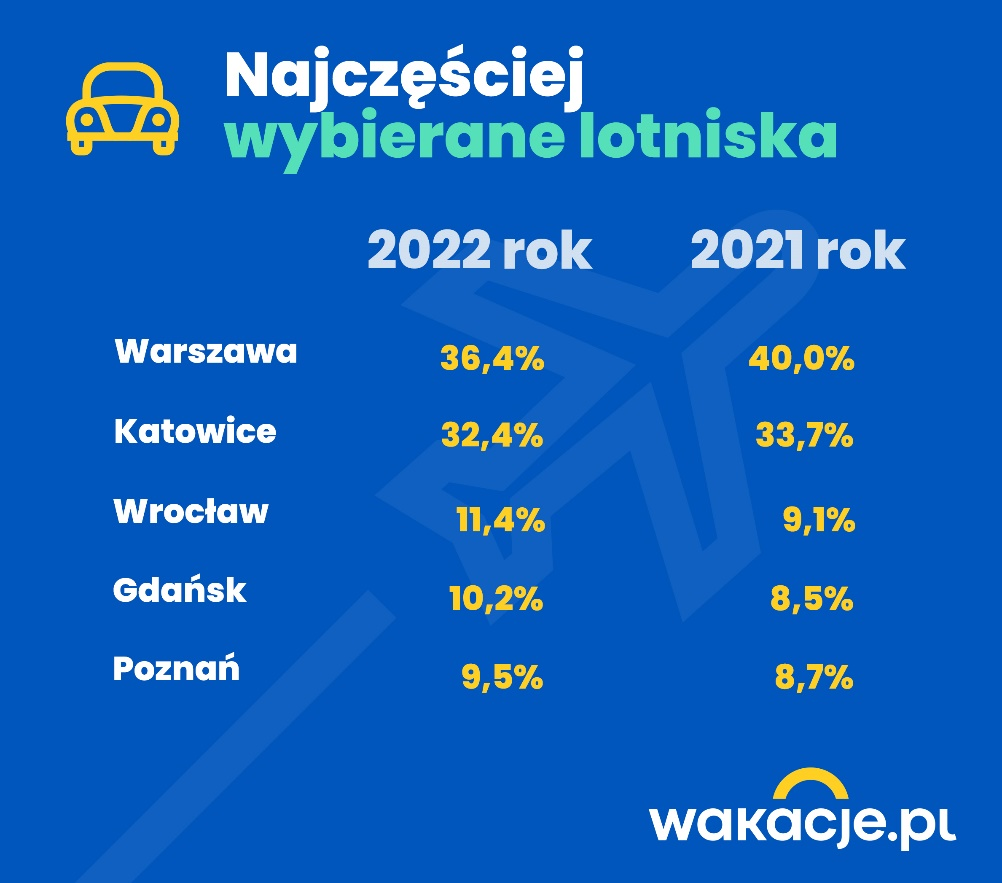 Najczęściej
wybierane lotniska
2022 rok 2021 rok
Warszawa 36,4% 40,0%
Katowice 32,4% 33,7%
Wrocław 11,4% 9,1%
Gdańsk 10,2% 8,5%
Poznań 9,5% 8,7%
wakacje.pl